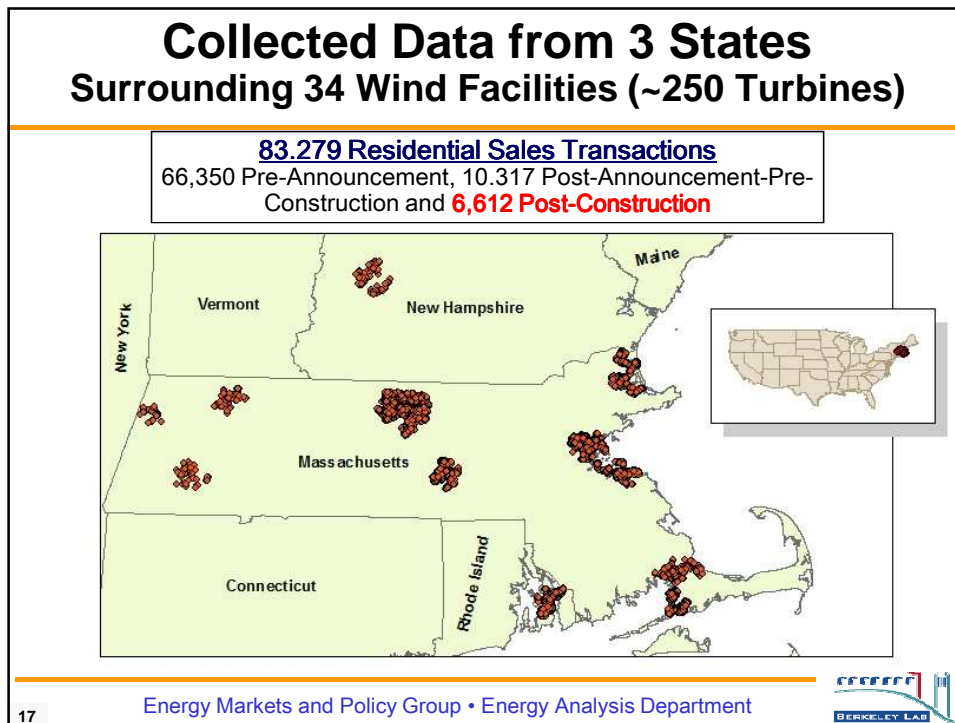 Collected Data from 3 States
Surrounding 34 Wind Facilities (~250 Turbines)
83.279 Residential Sales Transactions
66,350 Pre-Announcement, 10.317 Post-Announcement-Pre-
Construction and 6,612 Post-Construction
Maine
Vermont
New Hampshire
New York
Massachusetts
Connecticut
Rhode Island
Energy Markets and Policy Group • Energy Analysis Department
BERKELEY LAB
17